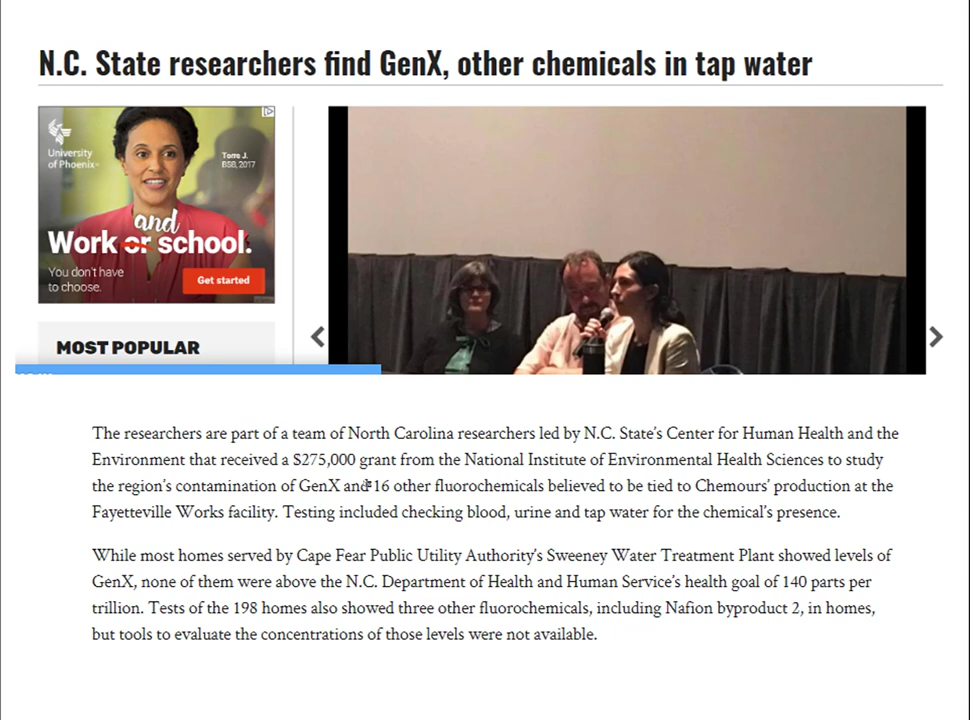 N.C. State researchers find GenX, other chemicals in tap water
University
of Phoenix
Torre J.
BSB, 2017
and
Work or school.
You don't have
to choose.
Get started
MOST POPULAR
The researchers are part of a team of North Carolina researchers led by N.C. State’s Center for Human Health and the
Environment that received a $275,000 grant from the National Institute of Environmental Health Sciences to study
the region’s contamination of GenX and 16 other fluorochemicals believed to be tied to Chemours’ production at the
Fayetteville Works facility. Testing included checking blood, urine and tap water for the chemical’s presence.
While most homes served by Cape Fear Public Utility Authority’s Sweeney Water Treatment Plant showed levels of
GenX, none of them were above the N.C. Department of Health and Human Service’s health goal of 140 parts per
trillion. Tests of the 198 homes also showed three other fluorochemicals, including Nafion byproduct 2, in homes,
but tools to evaluate the concentrations of those levels were not available.